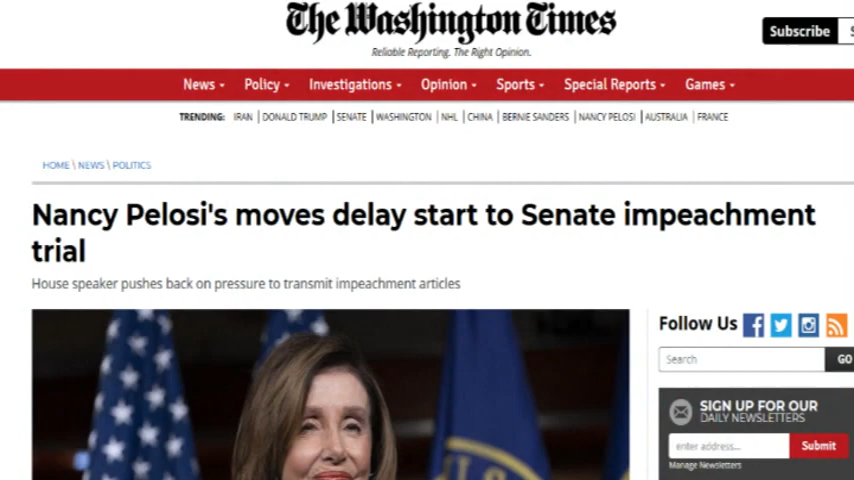 The Washington Times
Reliable Reporting. The Right Opinion.
Subscribe
News Policy Investigations Opinion Sports Special Reports Games
TRENDING: IRAN | DONALD TRUMP | SENATE | WASHINGTON | NHL | CHINA | BERNIE SANDERS | NANCY PELOSI | AUSTRALIA | FRANCE
HOME \ NEWS \ POLITICS
Nancy Pelosi's moves delay start to Senate impeachment
trial
House speaker pushes back on pressure to transmit impeachment articles
Follow Us
Search GO
SIGN UP FOR OUR
DAILY NEWSLETTERS
enter address... Submit
Manage Newsletters